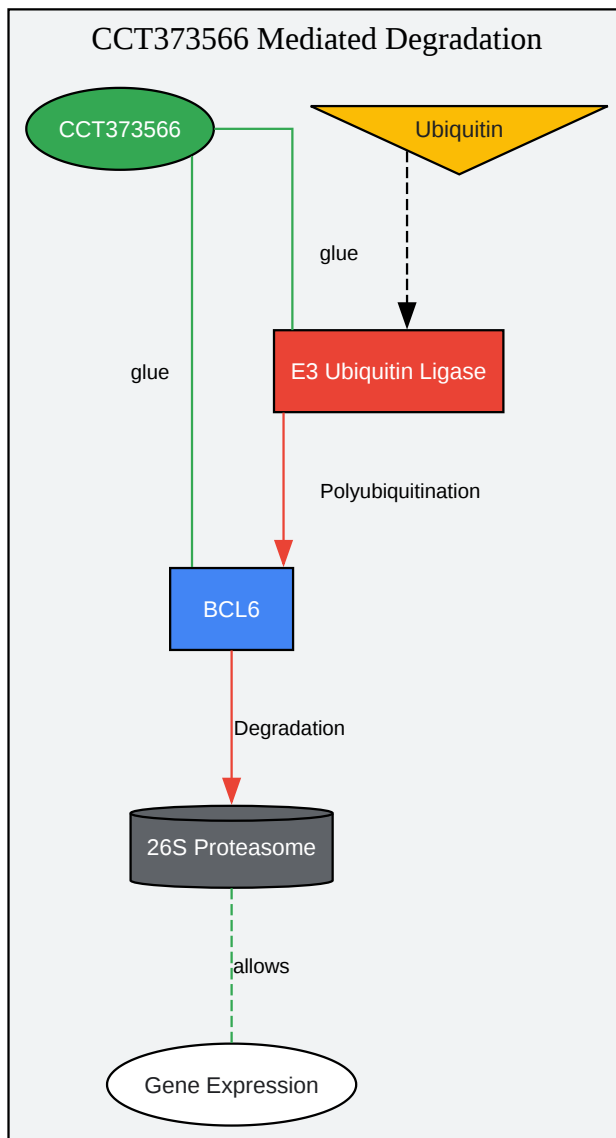 CCT373566 Mediated Degradation
CCT373566
Ubiquitin
glue
E3 Ubiquitin Ligase
glue
Polyubiquitination
BCL6
Degradation
26S Proteasome
allows
Gene Expression